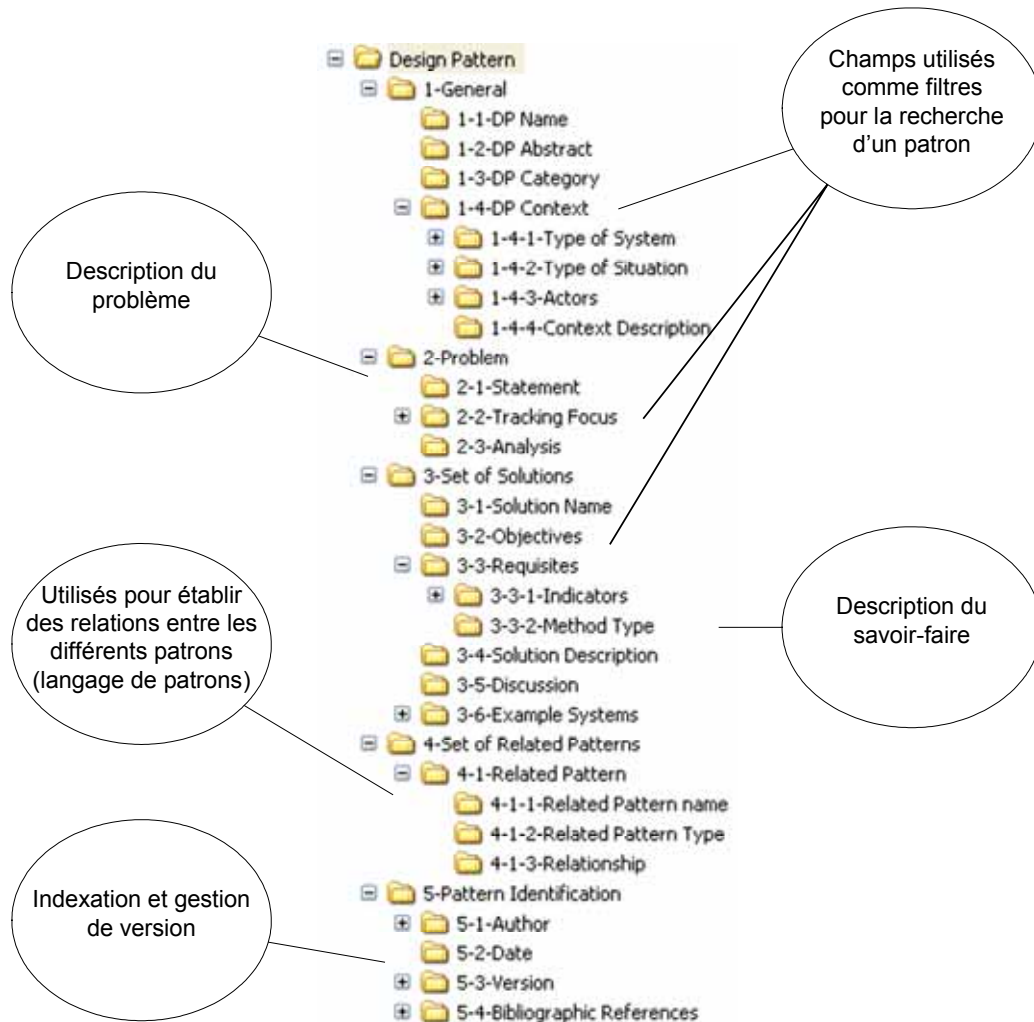 Design Pattern
1-General
1-1-DP Name
1-2-DP Abstract
1-3-DP Category
1-4-DP Context
1-4-1-Type of System
1-4-2-Type of Situation
1-4-3-Actors
1-4-4-Context Description
2-Problem
2-1-Statement
2-2-Tracking Focus
2-3-Analysis
3-Set of Solutions
3-1-Solution Name
3-2-Objectives
3-3-Requisites
3-3-1-Indicators
3-3-2-Method Type
3-4-Solution Description
3-5-Discussion
3-6-Example Systems
4-Set of Related Patterns
4-1-Related Pattern
4-1-1-Related Pattern name
4-1-2-Related Pattern Type
4-1-3-Relationship
5-Pattern Identification
5-1-Author
5-2-Date
5-3-Version
5-4-Bibliographic References
Champs utilisés
comme filtres
pour la recherche
d'un patron
Description du
problème
Utilisés pour établir
des relations entre les
différents patrons
(langage de patrons)
Description du
savoir-faire
Indexation et gestion
de version